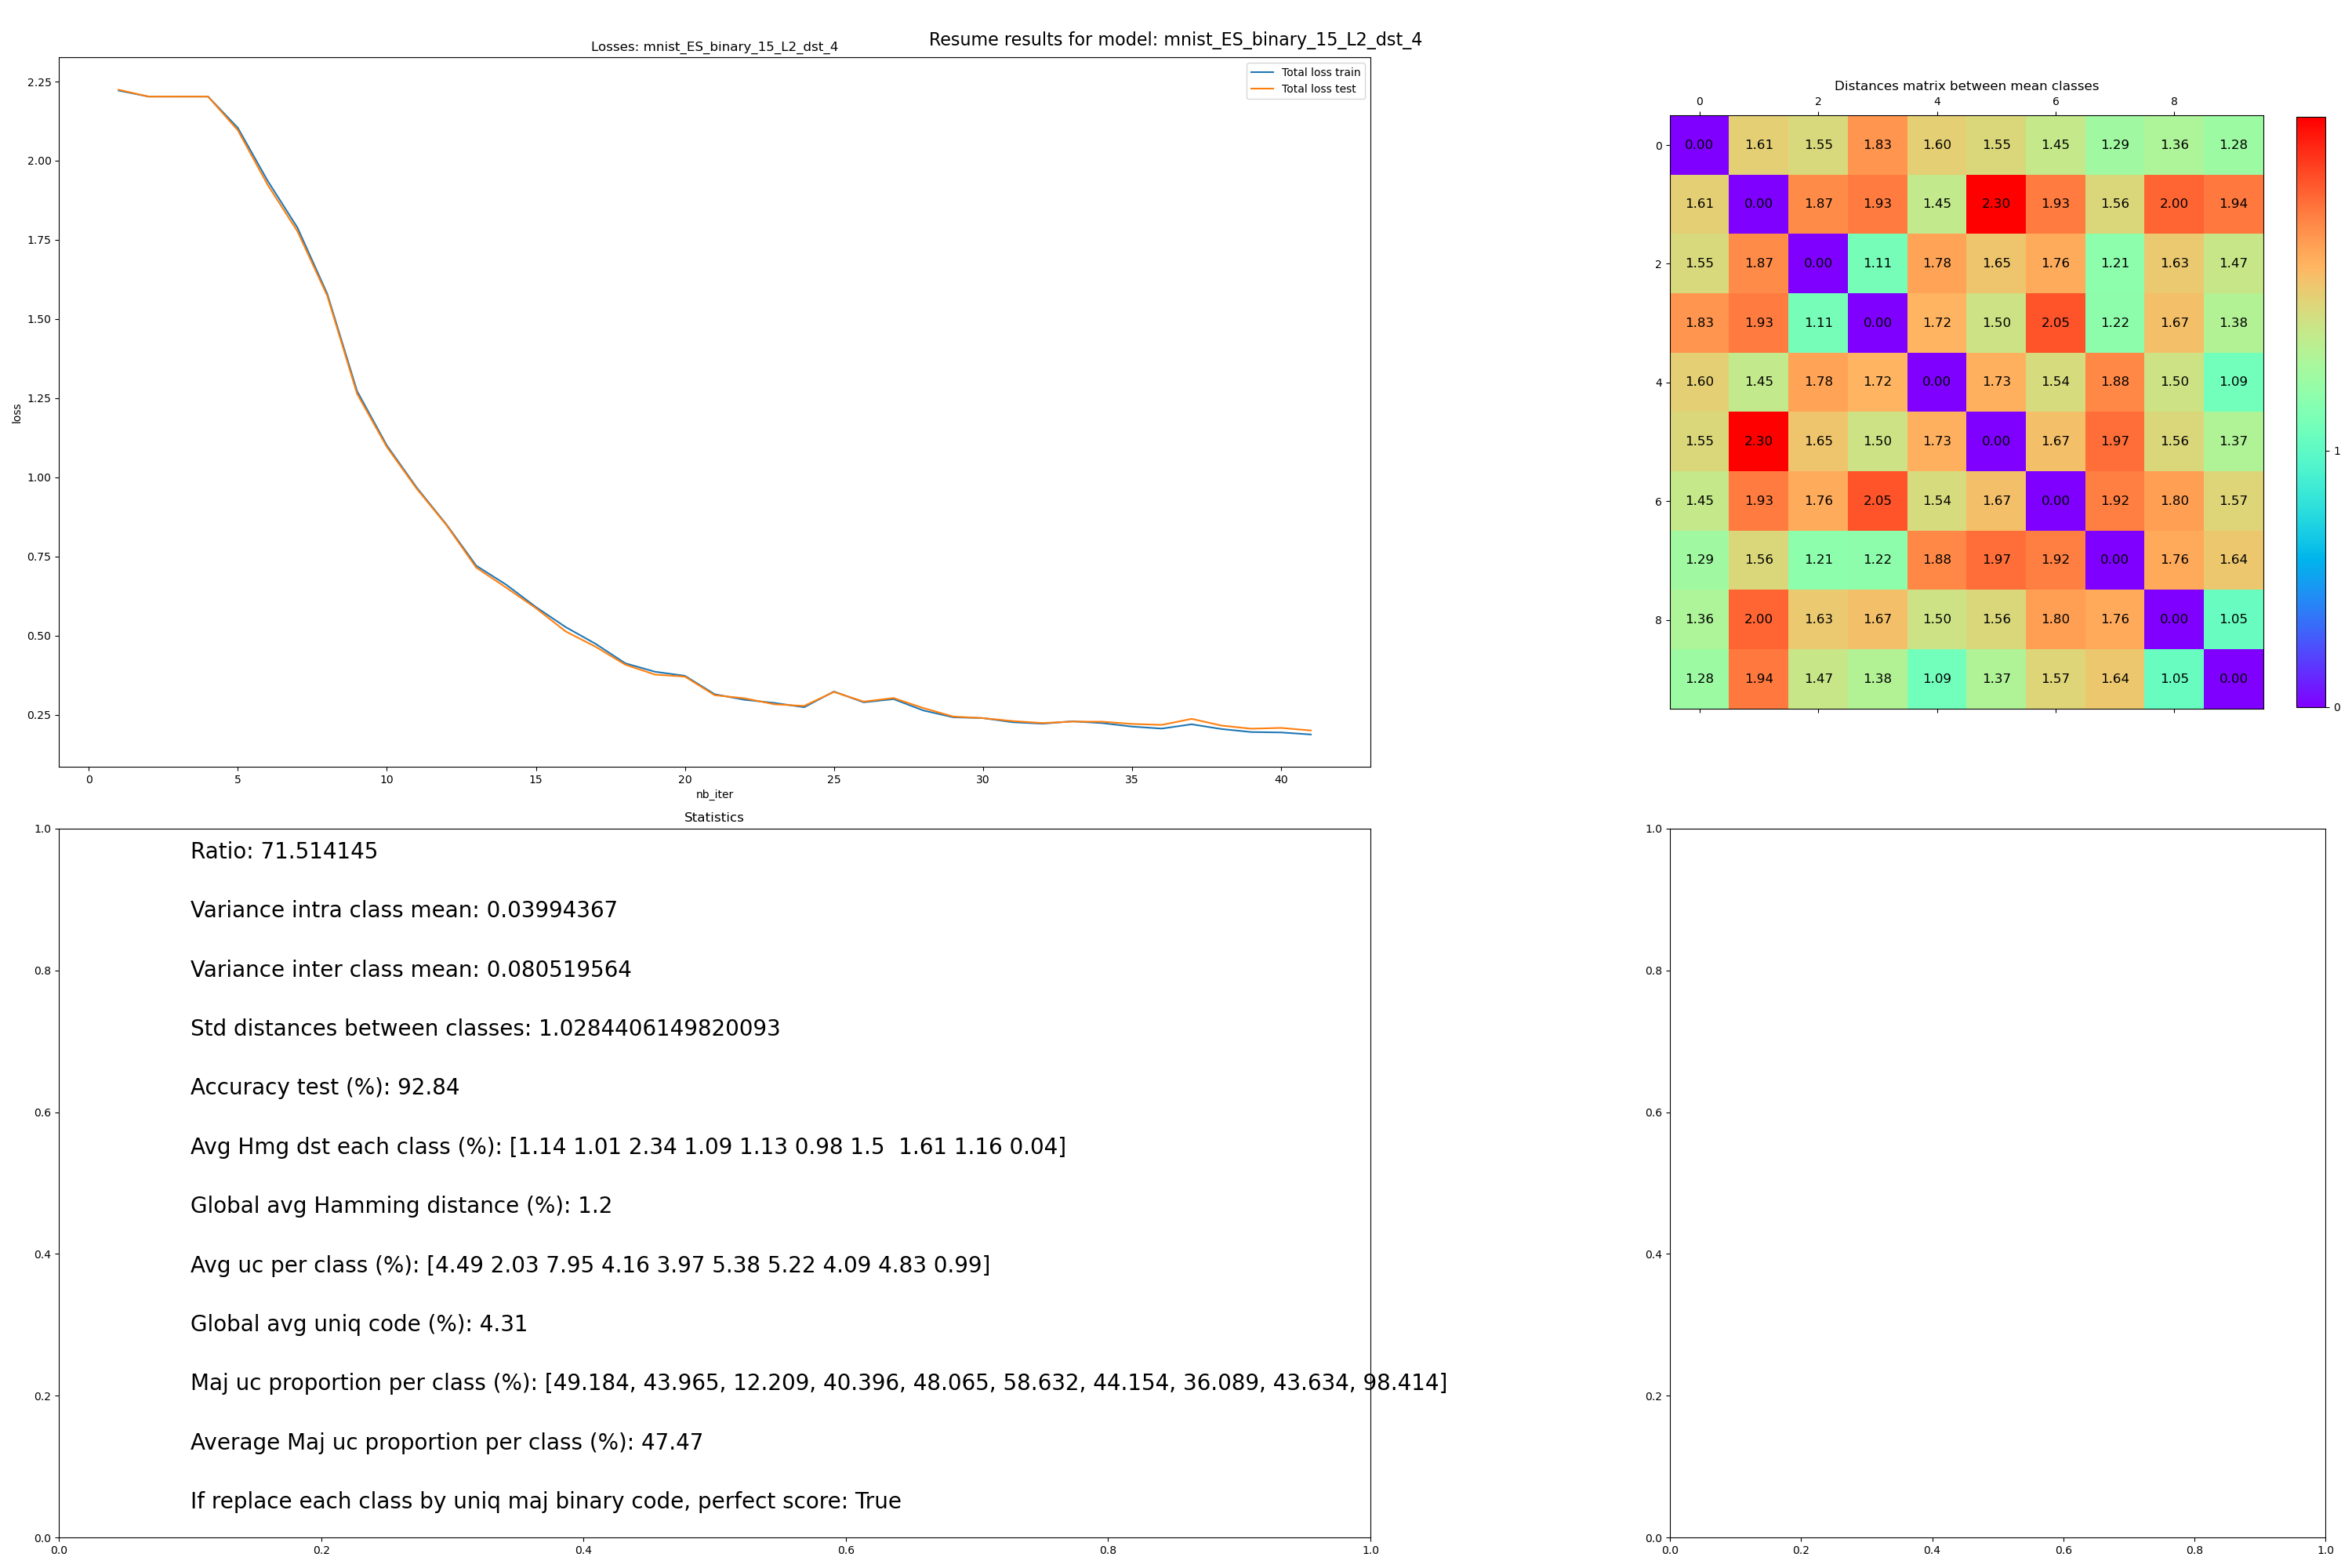 Resume results for model: mnist_ES_binary_15_L2_dst_4
Losses: mnist_ES_binary_15_L2_dst_4
Total loss train
Total loss test
2.25
2.00
1.75
1.50
1.25
1.00
0.75
0.50
0.25
loss
0 5 10 15 20 25 30 35 40
nb_iter
Distances matrix between mean classes
0 2 4 6 8
0 0.00 1.61 1.55 1.83 1.60 1.55 1.45 1.29 1.36 1.28
1.61 0.00 1.87 1.93 1.45 2.30 1.93 1.56 2.00 1.94
2 1.55 1.87 0.00 1.11 1.78 1.65 1.76 1.21 1.63 1.47
1.83 1.93 1.11 0.00 1.72 1.50 2.05 1.22 1.67 1.38
4 1.60 1.45 1.78 1.72 0.00 1.73 1.54 1.88 1.50 1.09
1.55 2.30 1.65 1.50 1.73 0.00 1.67 1.97 1.56 1.37
6 1.45 1.93 1.76 2.05 1.54 1.67 0.00 1.92 1.80 1.57
1.29 1.56 1.21 1.22 1.88 1.97 1.92 0.00 1.76 1.64
8 1.36 2.00 1.63 1.67 1.50 1.56 1.80 1.76 0.00 1.05
1.28 1.94 1.47 1.38 1.09 1.37 1.57 1.64 1.05 0.00
1
0
Statistics
Ratio: 71.514145
Variance intra class mean: 0.03994367
Variance inter class mean: 0.080519564
Std distances between classes: 1.0284406149820093
Accuracy test (%): 92.84
Avg Hmg dst each class (%): [1.14 1.01 2.34 1.09 1.13 0.98 1.5  1.61 1.16 0.04]
Global avg Hamming distance (%): 1.2
Avg uc per class (%): [4.49 2.03 7.95 4.16 3.97 5.38 5.22 4.09 4.83 0.99]
Global avg uniq code (%): 4.31
Maj uc proportion per class (%): [49.184, 43.965, 12.209, 40.396, 48.065, 58.632, 44.154, 36.089, 43.634, 98.414]
Average Maj uc proportion per class (%): 47.47
If replace each class by uniq maj binary code, perfect score: True
1.0
0.8
0.6
0.4
0.2
0.0
0.0 0.2 0.4 0.6 0.8 1.0
1.0
0.8
0.6
0.4
0.2
0.0
0.0 0.2 0.4 0.6 0.8 1.0